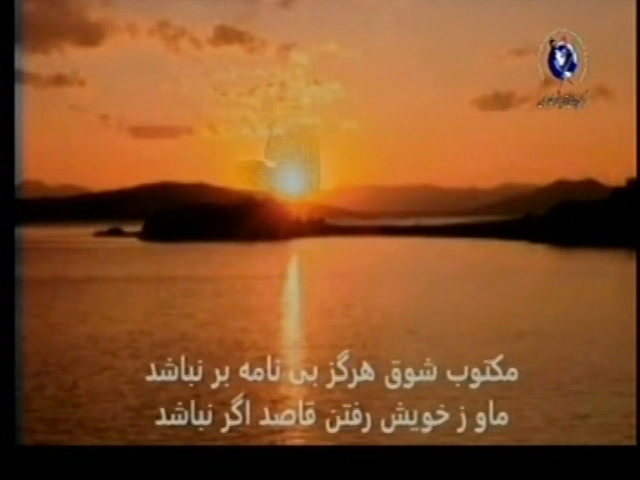 مکتوب شوق هرگز بی نامه بر نباشد
ماو ز خویش رفتن قاصد اگر نباشد